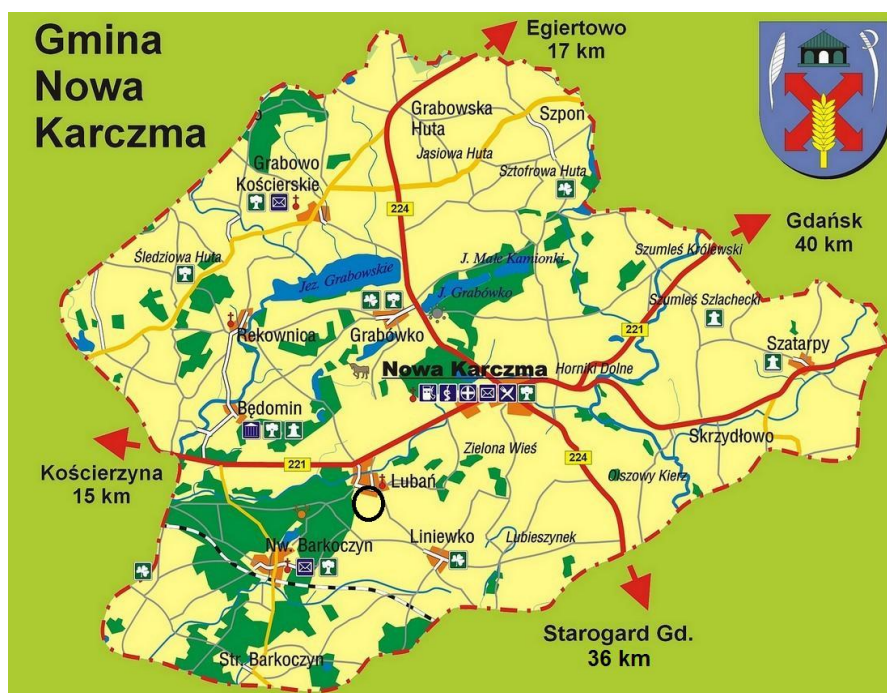 Gmina
Nowa
Karczma
Egiertowo
17 km
Grabowska
Huta
Szpon
Jasiowa Huta
Grabowo
Kościerskie
Sztofrowa Huta
224
Gdańsk
40 km
Szumleś Królewski
Śledziowa Huta
J. Małe Kamionki
Jez. Grabowskie
J. Grabówko
Szumleś Szlachecki
Rekownica
Grabówko
221
Szatarpy
Nowa Karczma
Horniki Dolne
Będomin
Skrzydłowo
Kościerzyna
15 km
221
Zielona Wieś
224
Lubań
Olszowy Kierz
Nw. Barkoczyn
Liniewko
Lubieszynek
Starogard Gd.
36 km
Str. Barkoczyn